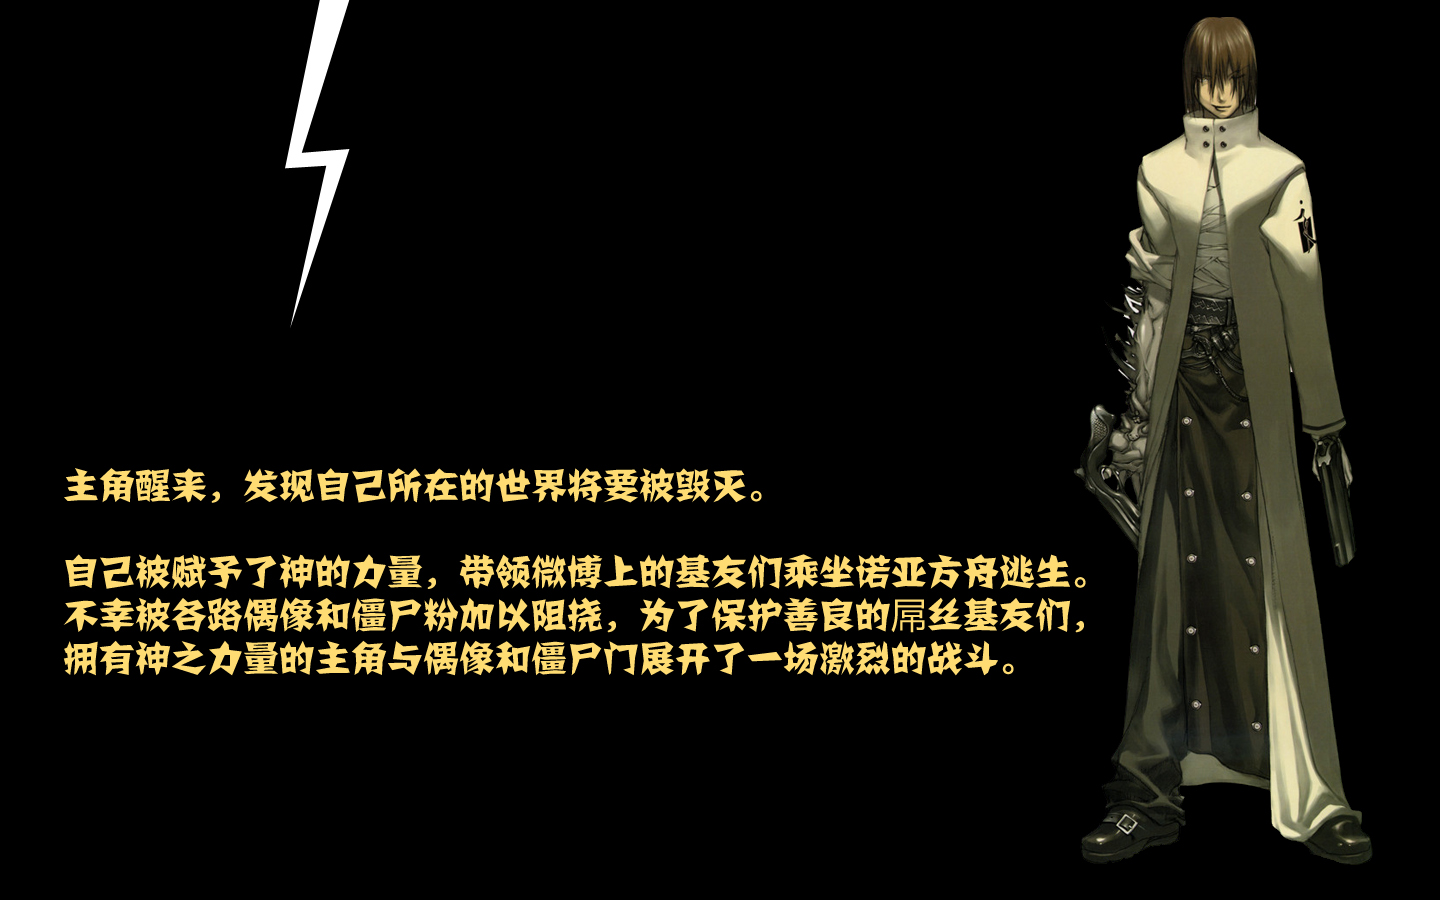 主角醒来，发现自己所在的世界将要被毁灭。
自己被赋予了神的力量，带领微博上的基友们乘坐诺亚方舟逃生。
不幸被各路偶像和僵尸粉加以阻挠，为了保护善良的屌丝基友们，
拥有神之力量的主角与偶像和僵尸门展开了一场激烈的战斗。